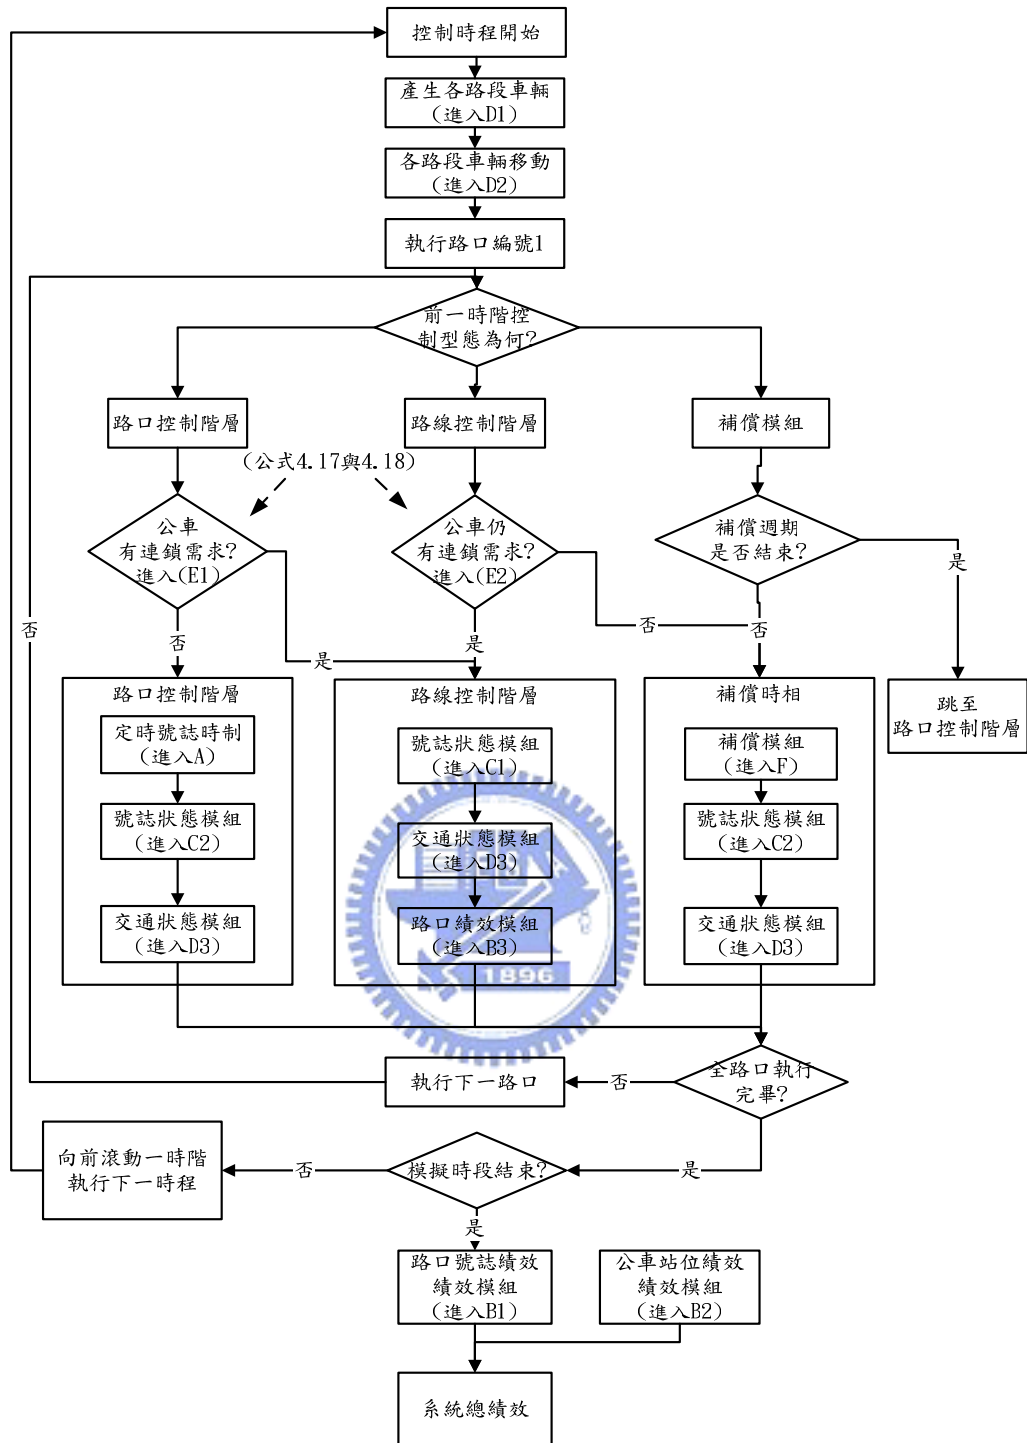 控制時程開始
產生各路段車輛
(進入D1)
各路段車輛移動
(進入D2)
執行路口編號1
前一時階控
制型態為何?
路口控制階層
路線控制階層
補償模組
(公式4.17與4.18)
公車
有連鎖需求?
進入(E1)
公車仍
有連鎖需求?
進入(E2)
補償週期
是否結束?
是
否
否
否
否
是
是
路口控制階層
定時號誌時制
(進入A)
號誌狀態模組
(進入C2)
交通狀態模組
(進入D3)
路線控制階層
號誌狀態模組
(進入C1)
交通狀態模組
(進入D3)
路口績效模組
(進入B3)
1896
補償時相
補償模組
(進入F)
號誌狀態模組
(進入C2)
交通狀態模組
(進入D3)
跳至
路口控制階層
執行下一路口
否
全路口執行
完畢?
向前滾動一時階
執行下一時程
否
模擬時段結束?
是
是
路口號誌績效
績效模組
(進入B1)
公車站位績效
績效模組
(進入B2)
系統總績效